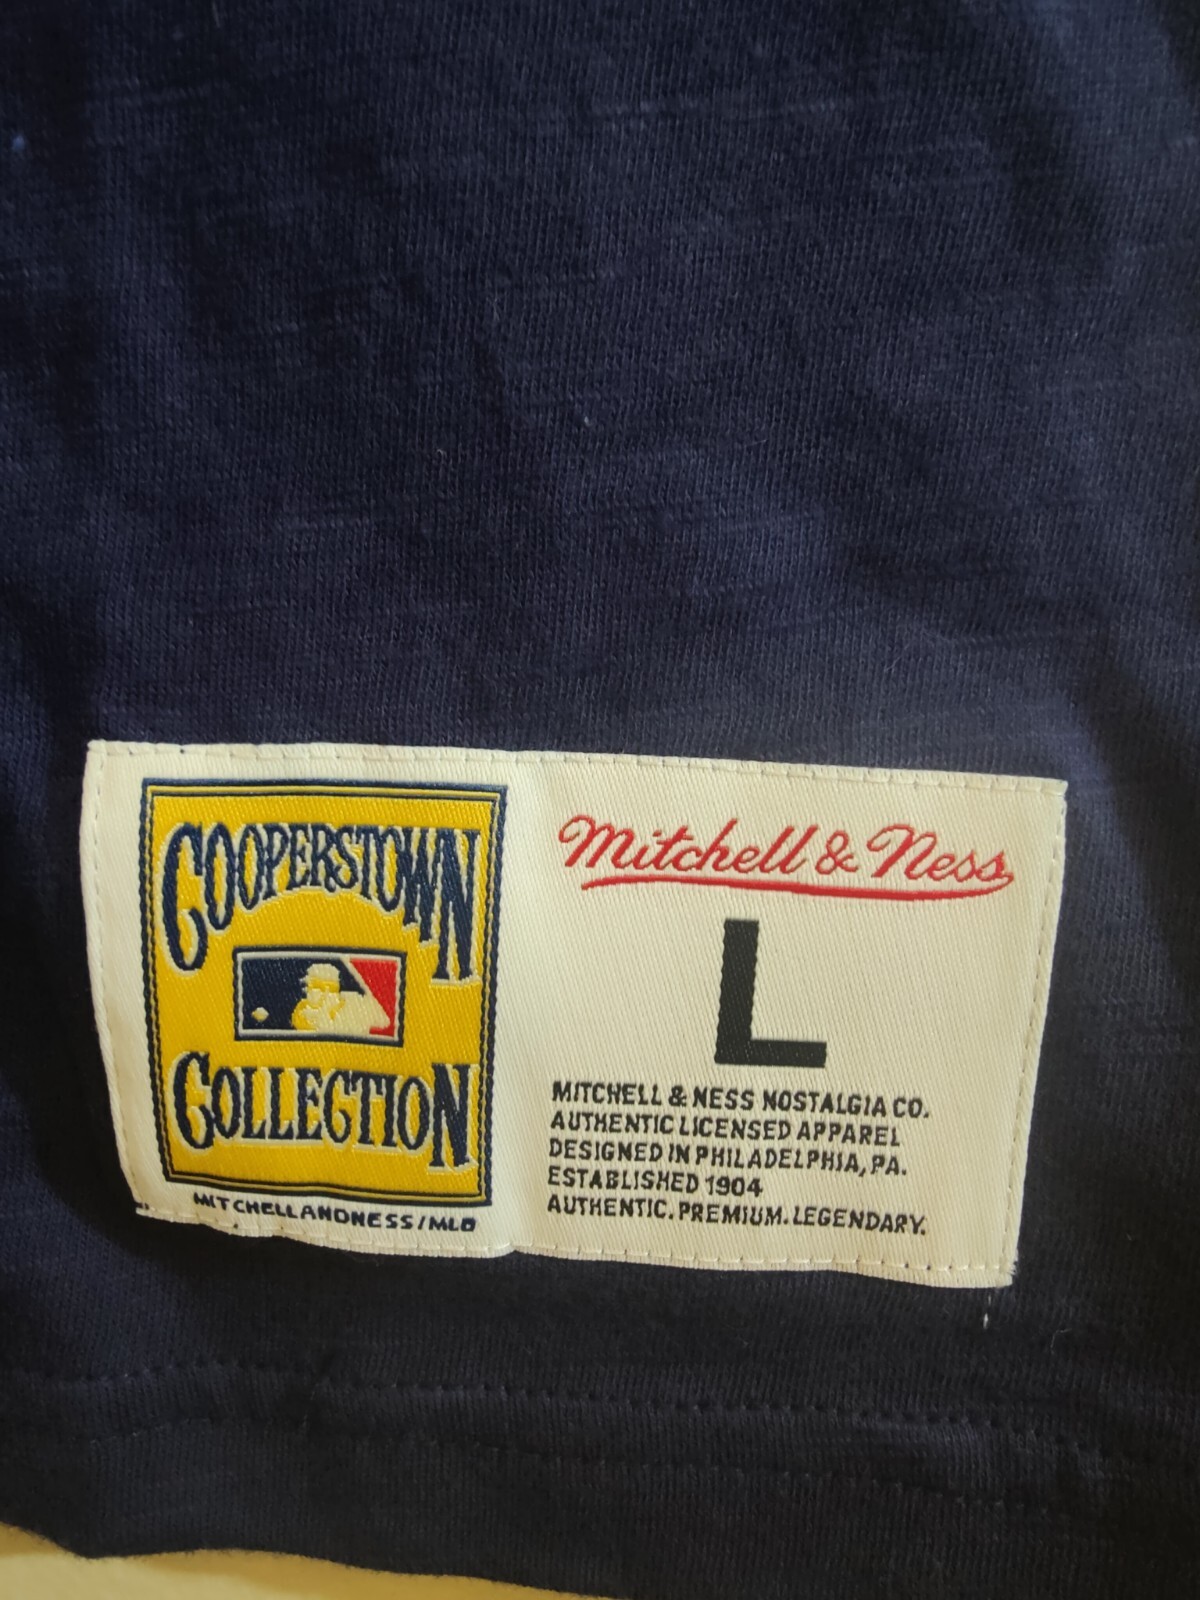 COOPERSTOWN
COLLECTION
MITCHELLANDNESS/MLB
Mitchell & Ness
L
MITCHELL & NESS NOSTALGIA CO.
AUTHENTIC LICENSED APPAREL
DESIGNED IN PHILADELPHIA, PA.
ESTABLISHED 1904
AUTHENTIC. PREMIUM. LEGENDARY.